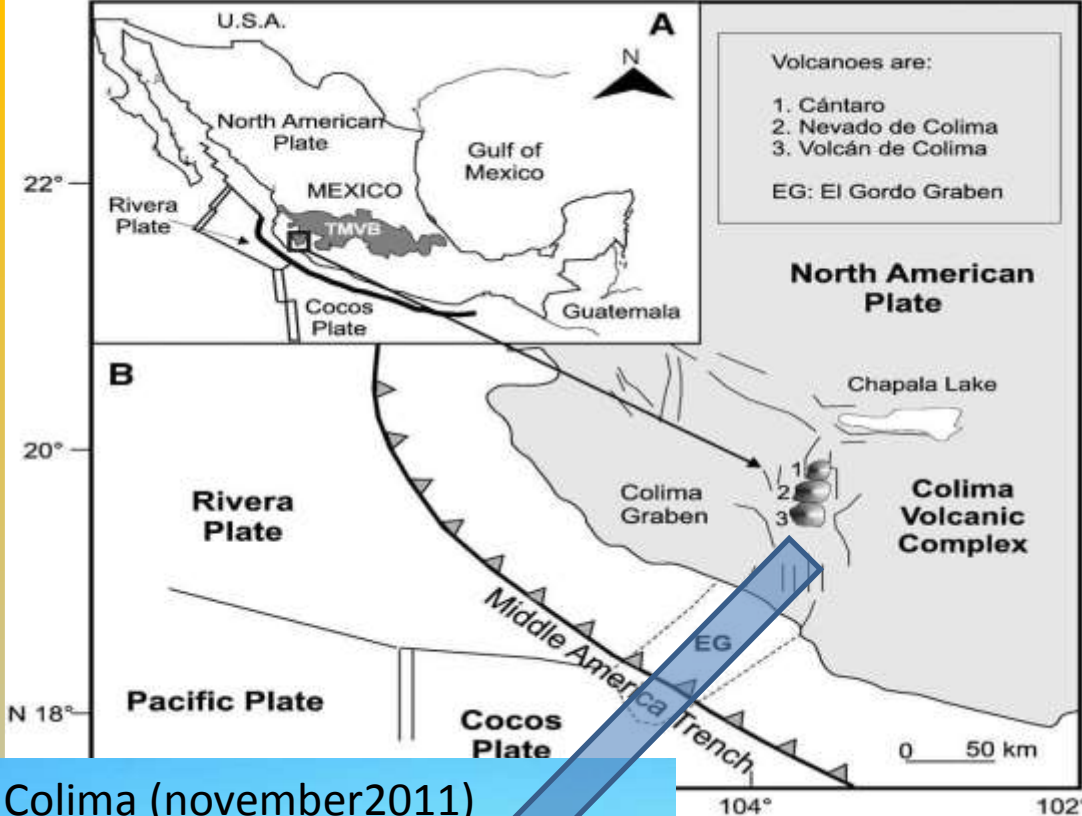 U.S.A.
A
N
North American
Plate
Gulf of
Mexico
22°
MEXICO
Rivera
Plate
TMVB
Cocos
Plate
Guatemala
Volcanoes are:
1. Cántaro
2. Nevado de Colima
3. Volcán de Colima
EG: El Gordo Graben
North American
Plate
B
Chapala Lake
20°
1
2
3
Colima
Graben
Colima
Volcanic
Complex
Rivera
Plate
Middle America Trench
EG
Pacific Plate
N 18°
Cocos
Plate
0 50 km
Colima (november2011)
104°
102°